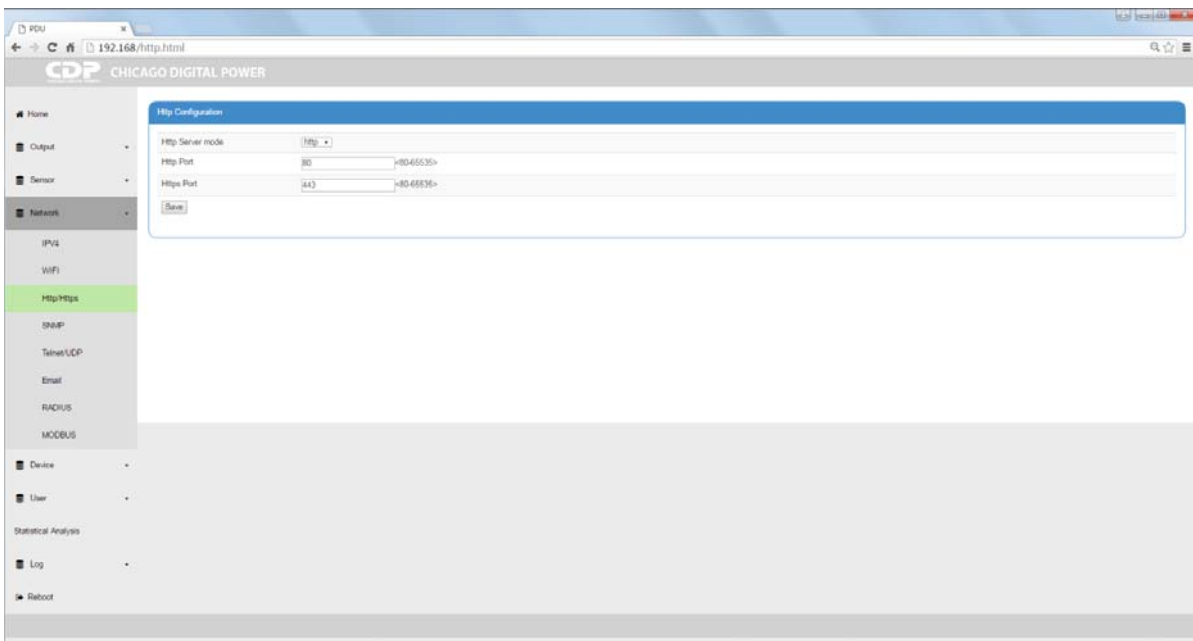 PDU
192.168/http.html
CDP CHICAGO DIGITAL POWER
Home
Output
Sensor
Network
IPV4
WIFI
Http/Https
SNMP
Telnet/UDP
Email
RADIUS
MODBUS
Device
User
Statistical Analysis
Log
Reboot
Http Configuration
Http Server mode http
Http Port 80 <80-65535>
Https Port 443 <80-65535>
Save